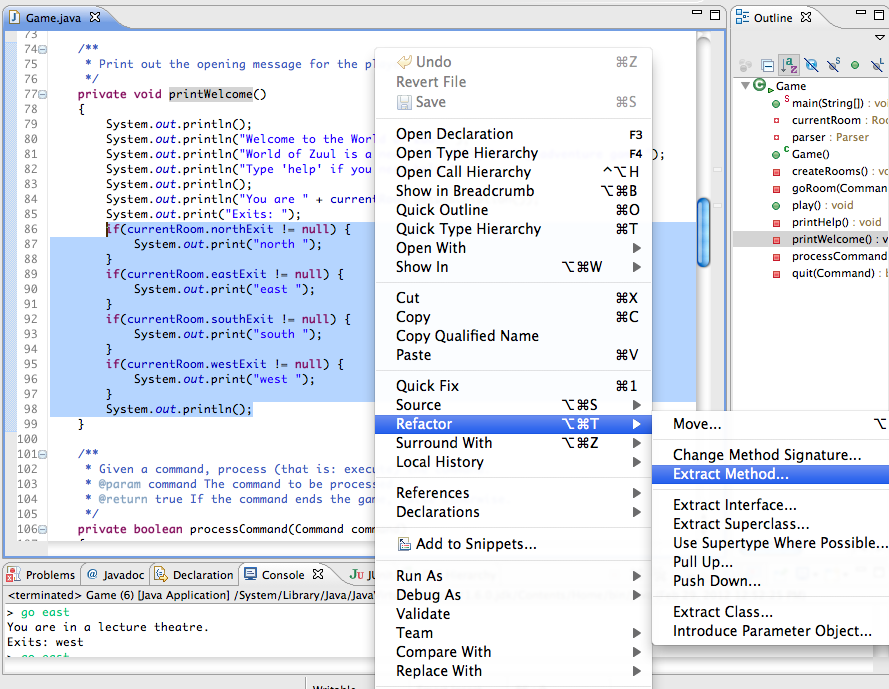 Game.java
Outline
73
74 /**
75 * Print out the opening message for the
76 */
77 private void printWelcome()
78 {
79 System.out.println();
80 System.out.println("Welcome to the
81 System.out.println("World of Zuul is a );
82 System.out.println("Type 'help' if you
83 System.out.println();
84 System.out.println("You are " +
85 System.out.print("Exits: ");
86 if(currentRoom.northExit != null) {
87 System.out.print("north ");
88 }
89 if(currentRoom.eastExit != null) {
90 System.out.print("east ");
91 }
92 if(currentRoom.southExit != null) {
93 System.out.print("south ");
94 }
95 if(currentRoom.westExit != null) {
96 System.out.print("west ");
97 }
98 System.out.println();
99 }
100
101 /**
102 * Given a command, process (that is:
103 * @param command The command to be
104 * @return true If the command ends the
105 */
106 private boolean processCommand(Command
Undo ⌘Z
Revert File
Save ⌘S
Open Declaration F3
Open Type Hierarchy F4
Open Call Hierarchy ^⌥H
Show in Breadcrumb ⌥⌘B
Quick Outline ⌘O
Quick Type Hierarchy ⌘T
Open With
Show In ⌥⌘W
Cut ⌘X
Copy ⌘C
Copy Qualified Name
Paste ⌘V
Quick Fix ⌘1
Source ⌥⌘S
Refactor ⌥⌘T
Surround With ⌥⌘Z
Local History
References
Declarations
Add to Snippets...
Run As
Debug As
Validate
Team
Compare With
Replace With
Move... ⌥
Change Method Signature...
Extract Method...
Extract Interface...
Extract Superclass...
Use Supertype Where Possible...
Pull Up...
Push Down...
Extract Class...
Introduce Parameter Object...
Game
main(String[]) :
currentRoom :
parser : Parser
Game()
createRooms() :
goRoom(Command
play() : void
printHelp() : void
printWelcome() :
processCommand
quit(Command) :
Problems @ Javadoc Declaration Console JU
<terminated> Game (6) [Java Application] /System/Library/Java/
> go east
You are in a lecture theatre.
Exits: west
> go east
Writable